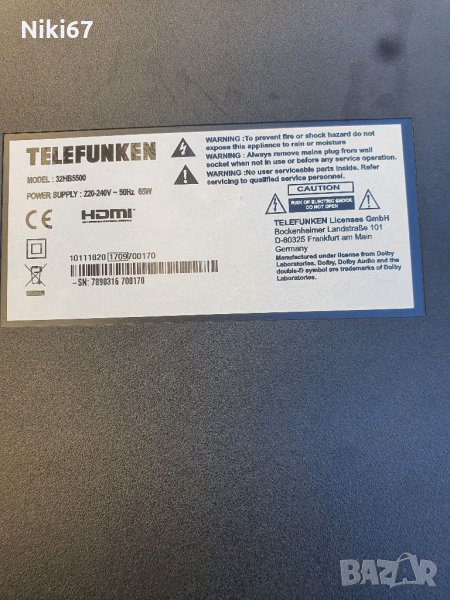 Niki67
TELEFUNKEN
MODEL : 32HB5500
POWER SUPPLY : 220-240V ~ 50Hz 65W
HDMI
10111820 1709 700170
-SN: 7890316 700170
WARNING :To prevent fire or shock hazard do not
expose this appliance to rain or moisture
WARNING : Always remove mains plug from wall
socket when not in use or before any service operation.
WARNING :No user serviceable parts inside. Refer
servicing to qualified service personnel.
CAUTION
RISK OF ELECTRIC SHOCK
DO NOT OPEN
TELEFUNKEN Licenses GmbH
Bockenheimer Landstraße 101
D-60325 Frankfurt am Main
Germany
Manufactured under license from Dolby
Laboratories. Dolby, Dolby Audio and the
double-D symbol are trademarks of Dolby
Laboratories.
BAZAR